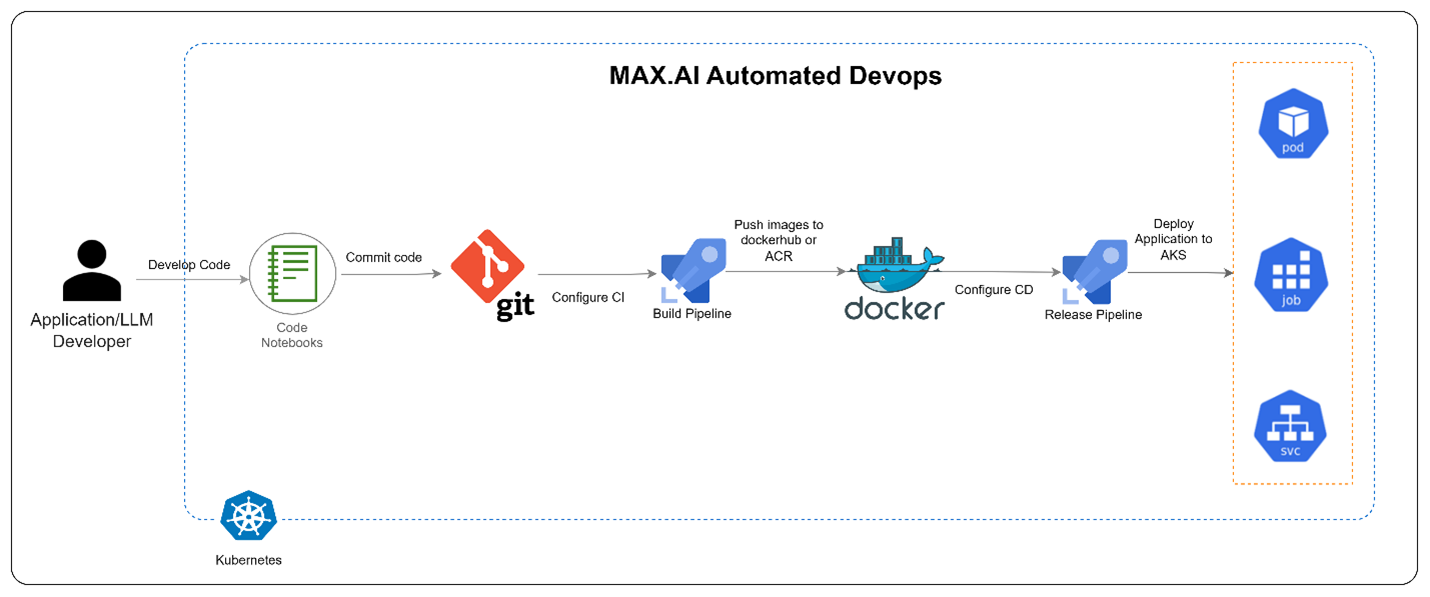 MAX.AI Automated Devops
pod
Push images to
dockerhub or
ACR
Deploy
Application to
AKS
Develop Code
Commit code
git
Configure CI
Build Pipeline
docker
Configure CD
Release Pipeline
job
Application/LLM
Developer
Code
Notebooks
svc
Kubernetes